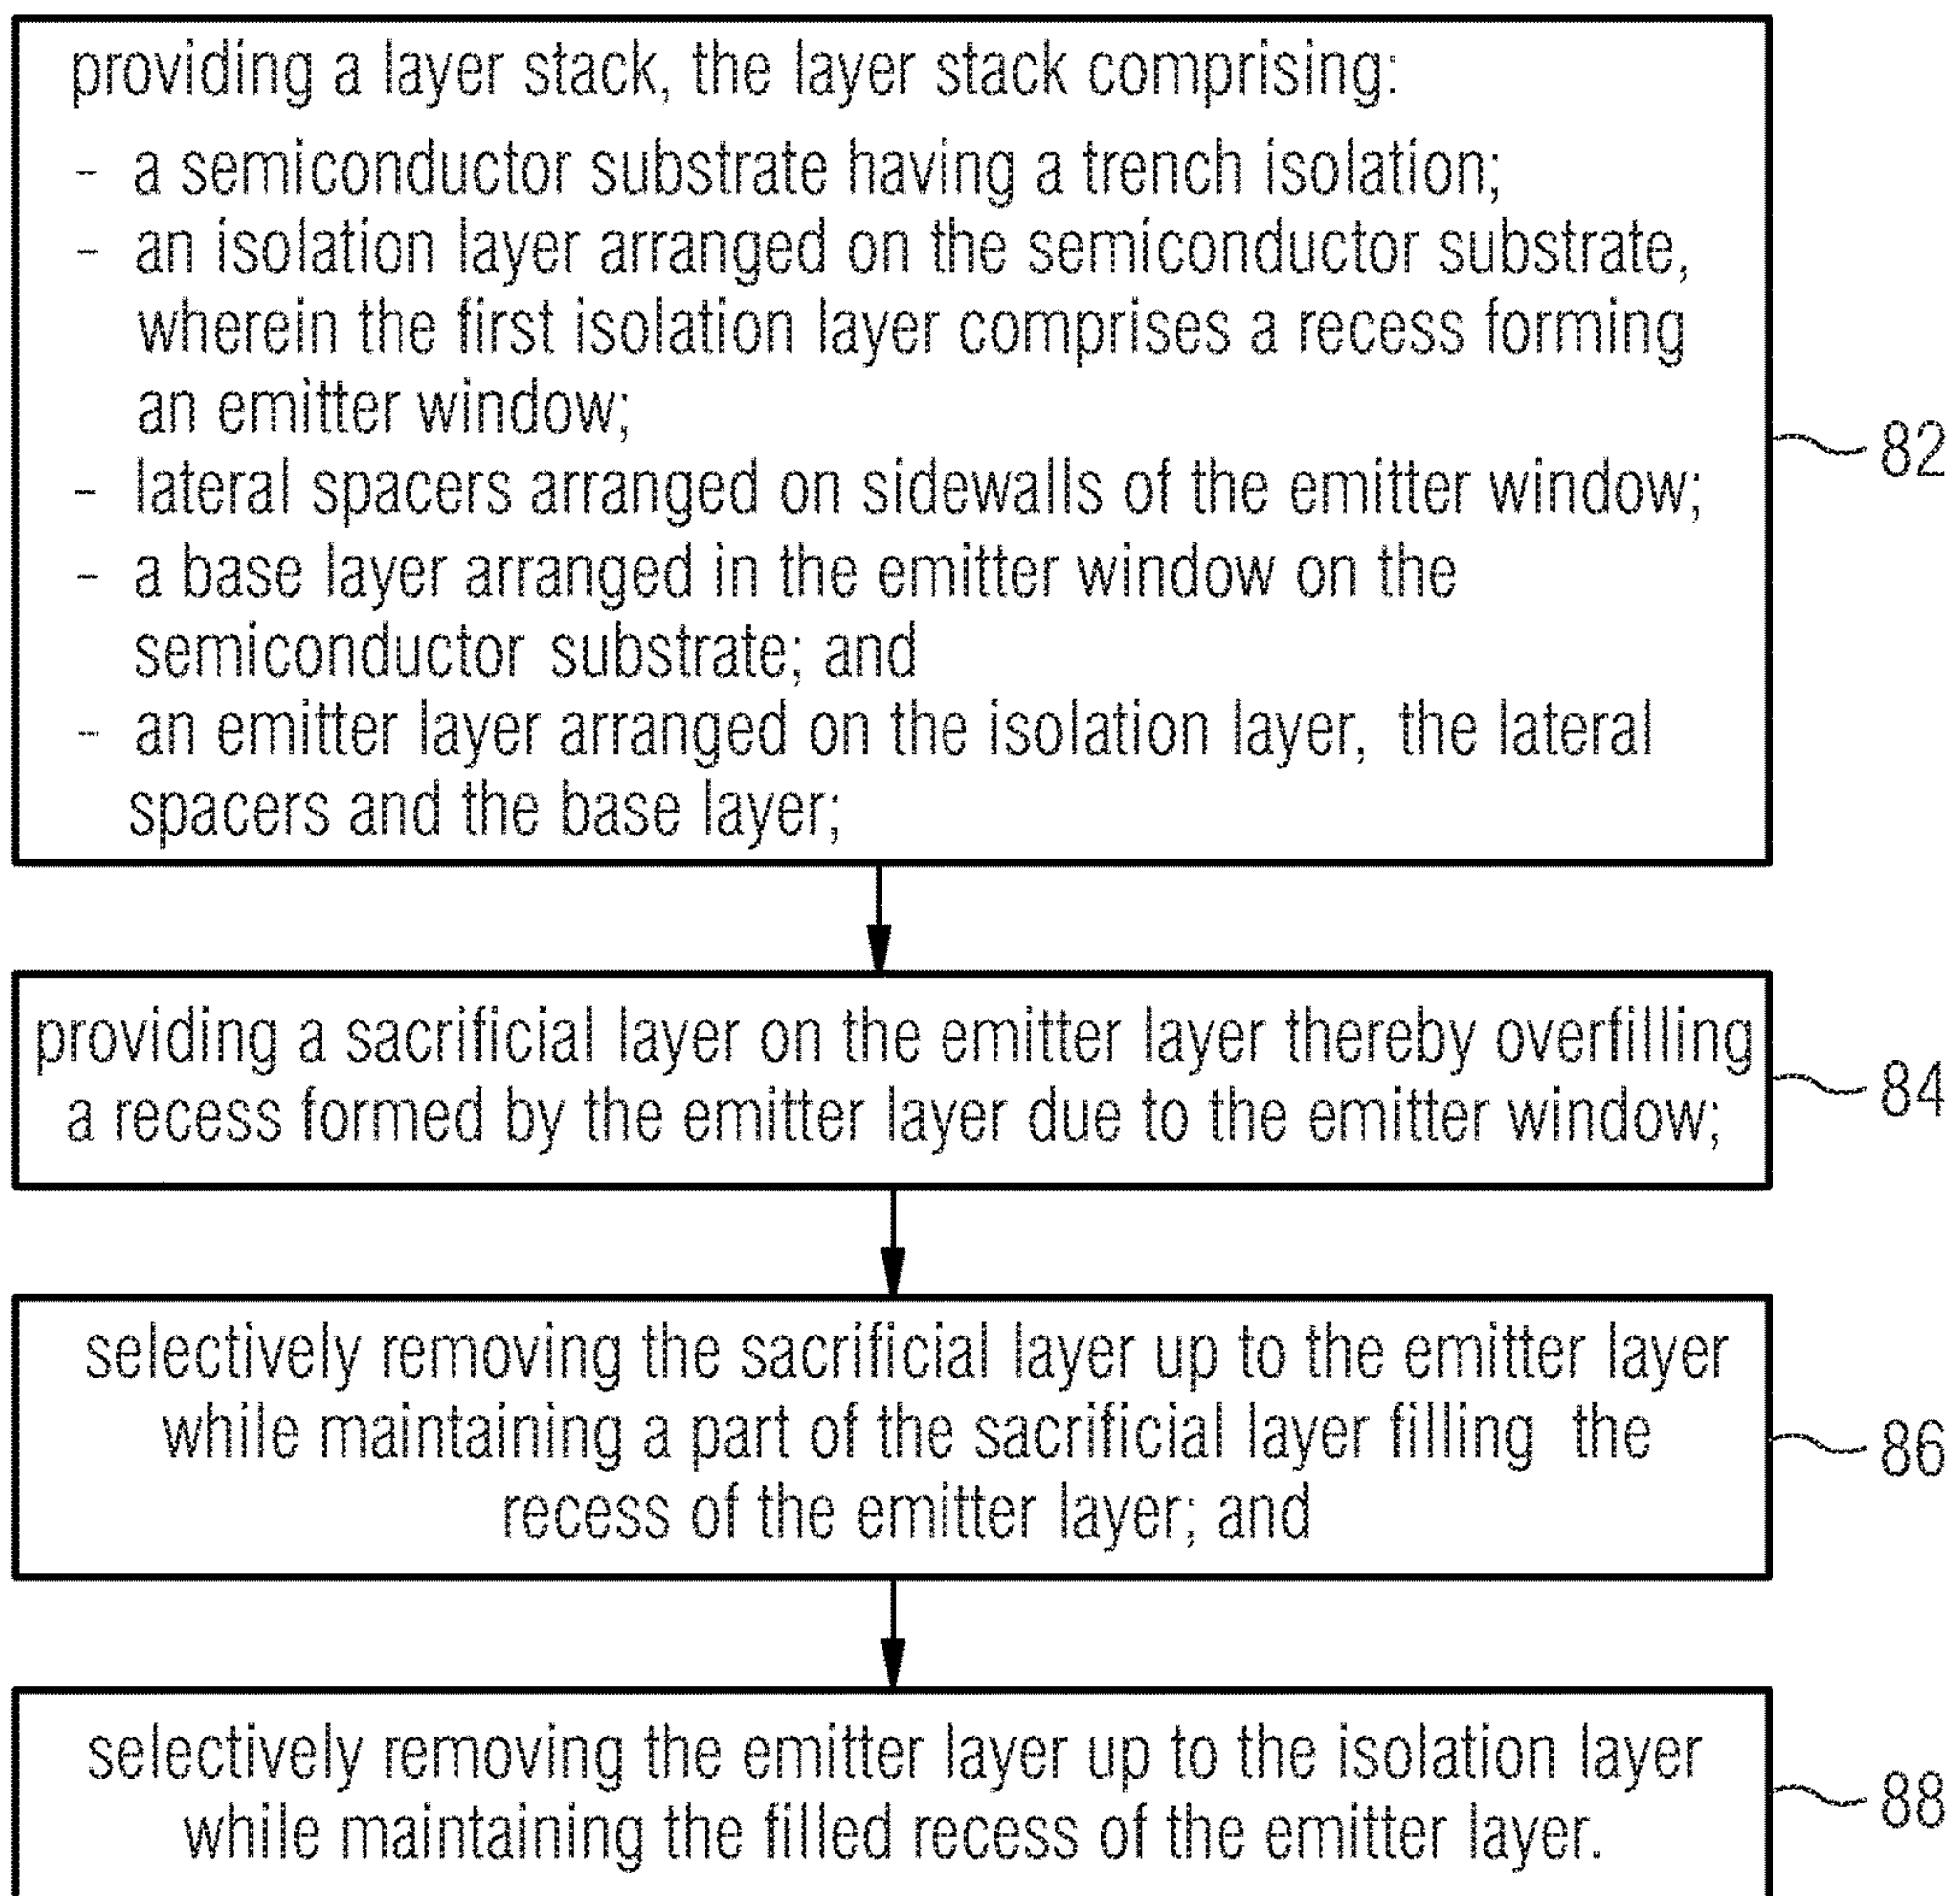 providing a layer stack, the layer stack comprising:
- a semiconductor substrate having a trench isolation;
- an isolation layer arranged on the semiconductor substrate,
wherein the first isolation layer comprises a recess forming
an emitter window;
- lateral spacers arranged on sidewalls of the emitter window;
- a base layer arranged in the emitter window on the
semiconductor substrate; and
- an emitter layer arranged on the isolation layer, the lateral
spacers and the base layer;
82
providing a sacrificial layer on the emitter layer thereby overfilling
a recess formed by the emitter layer due to the emitter window;
84
selectively removing the sacrificial layer up to the emitter layer
while maintaining a part of the sacrificial layer filling the
recess of the emitter layer; and
86
selectively removing the emitter layer up to the isolation layer
while maintaining the filled recess of the emitter layer.
88